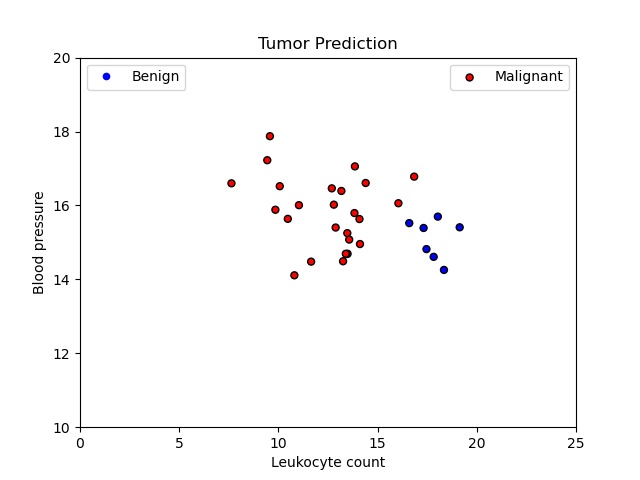 Tumor Prediction
Benign
Malignant
20
18
16
14
12
10
Blood pressure
0 5 10 15 20 25
Leukocyte count